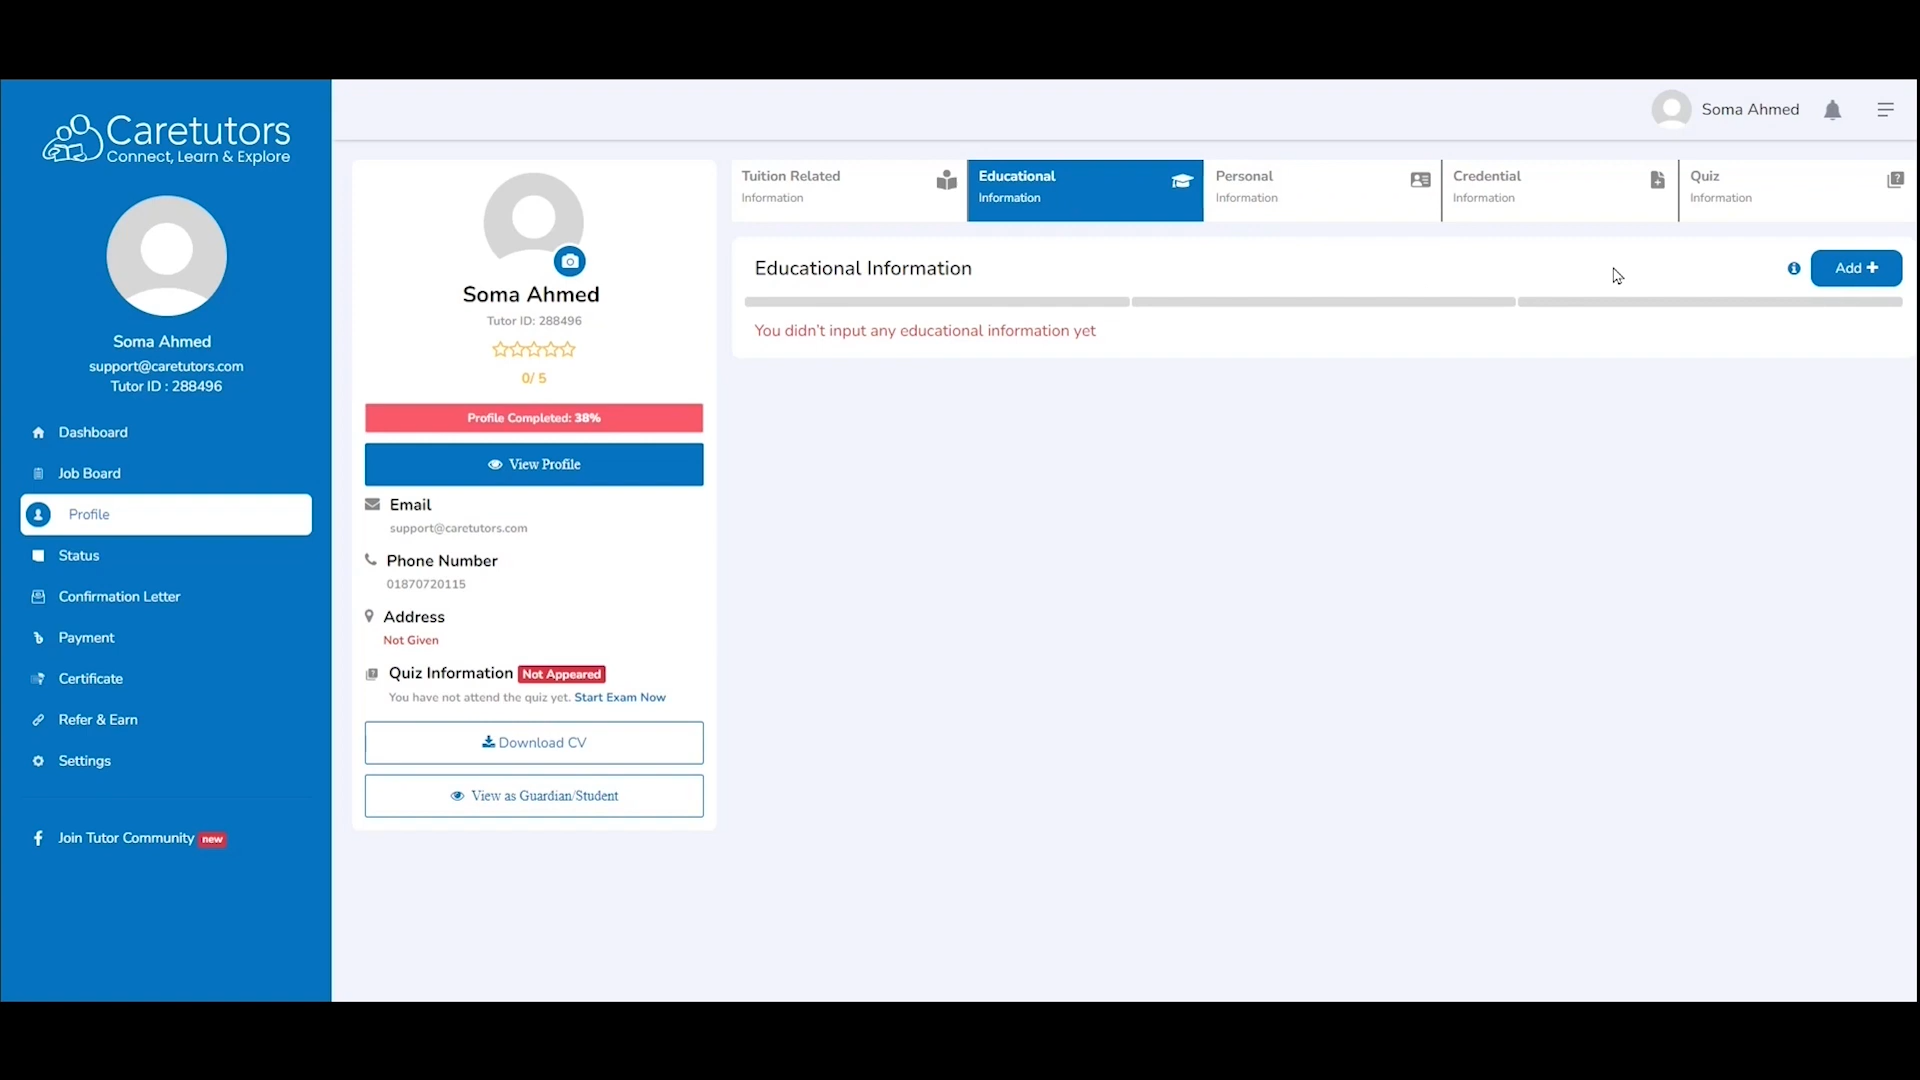 Caretutors
Connect, Learn & Explore
Soma Ahmed
support@caretutors.com
Tutor ID : 288496
Dashboard
Job Board
Profile
Status
Confirmation Letter
Payment
Certificate
Refer & Earn
Settings
Join Tutor Community new
Soma Ahmed
Soma Ahmed
Tutor ID: 288496
0/ 5
Profile Completed: 38%
View Profile
Email
support@caretutors.com
Phone Number
01870720115
Address
Not Given
Quiz Information Not Appeared
You have not attend the quiz yet. Start Exam Now
Download CV
View as Guardian/Student
Tuition Related
Information
Educational
Information
Personal
Information
Credential
Information
Quiz
Information
Educational Information
Add +
You didn't input any educational information yet